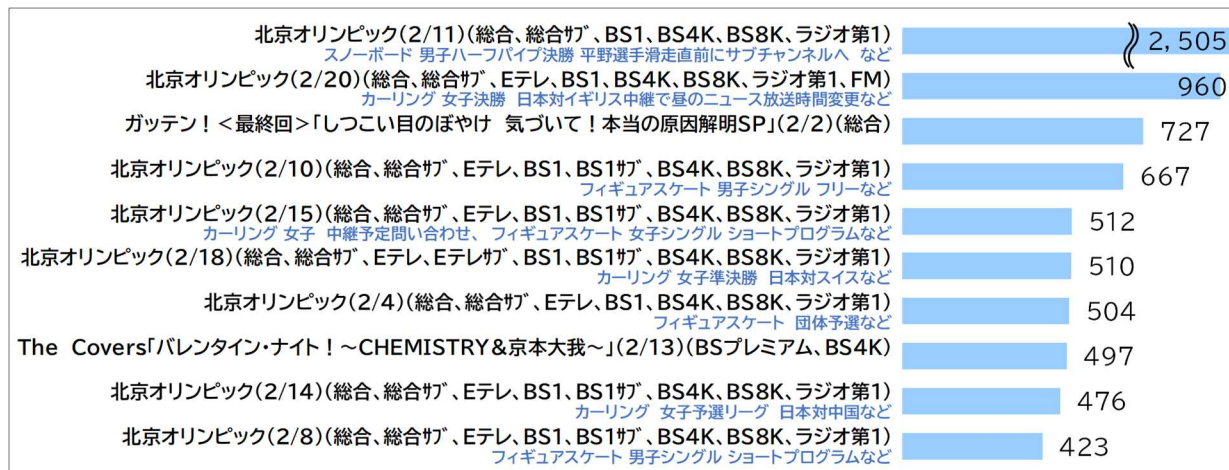 北京オリンピック(2/11)(総合、総合ｻﾌﾞ、BS1、BS4K、BS8K、ラジオ第1)
スノーボード 男子ハーフパイプ決勝 平野選手滑走直前にサブチャンネルへ など
2,505
北京オリンピック(2/20)(総合、総合ｻﾌﾞ、Eテレ、BS1、BS4K、BS8K、ラジオ第1、FM)
カーリング 女子決勝 日本対イギリス中継で昼のニュース放送時間変更など
960
ガッテン！<最終回>「しつこい目のぼやけ 気づいて！本当の原因解明SP」(2/2)(総合)
727
北京オリンピック(2/10)(総合、総合ｻﾌﾞ、Eテレ、BS1、BS1ｻﾌﾞ、BS4K、BS8K、ラジオ第1)
フィギュアスケート 男子シングル フリーなど
667
北京オリンピック(2/15)(総合、総合ｻﾌﾞ、Eテレ、BS1、BS1ｻﾌﾞ、BS4K、BS8K、ラジオ第1)
カーリング 女子 中継予定問い合わせ、フィギュアスケート 女子シングル ショートプログラムなど
512
北京オリンピック(2/18)(総合、総合ｻﾌﾞ、Eテレ、Eテレｻﾌﾞ、BS1、BS1ｻﾌﾞ、BS4K、BS8K、ラジオ第1)
カーリング 女子準決勝 日本対スイスなど
510
北京オリンピック(2/4)(総合、総合ｻﾌﾞ、Eテレ、BS1、BS4K、BS8K、ラジオ第1)
フィギュアスケート 団体予選など
504
The Covers「バレンタイン・ナイト！～CHEMISTRY&京本大我～」(2/13)(BSプレミアム、BS4K)
497
北京オリンピック(2/14)(総合、総合ｻﾌﾞ、Eテレ、BS1、BS1ｻﾌﾞ、BS4K、BS8K、ラジオ第1)
カーリング 女子予選リーグ 日本対中国など
476
北京オリンピック(2/8)(総合、総合ｻﾌﾞ、Eテレ、BS1、BS1ｻﾌﾞ、BS4K、BS8K、ラジオ第1)
フィギュアスケート 男子シングル ショートプログラムなど
423